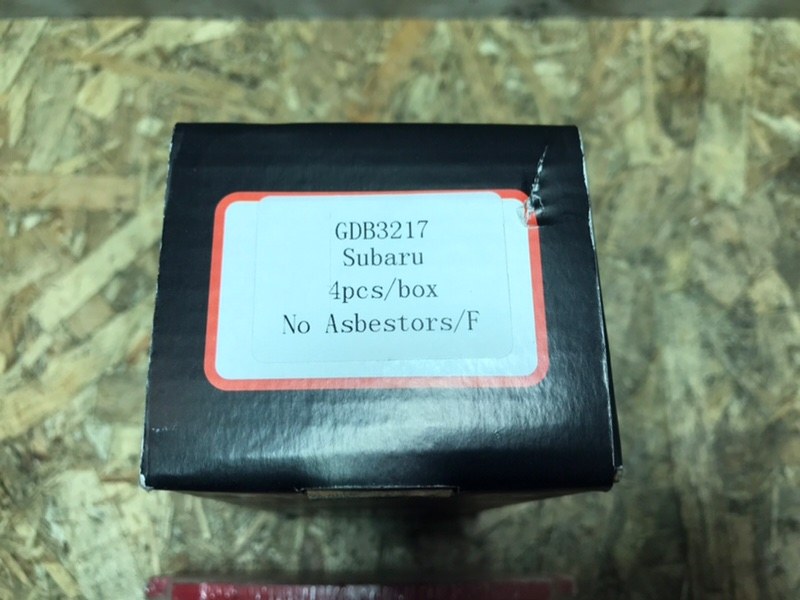 GDB3217
Subaru
4pcs/box
No Asbestors/F